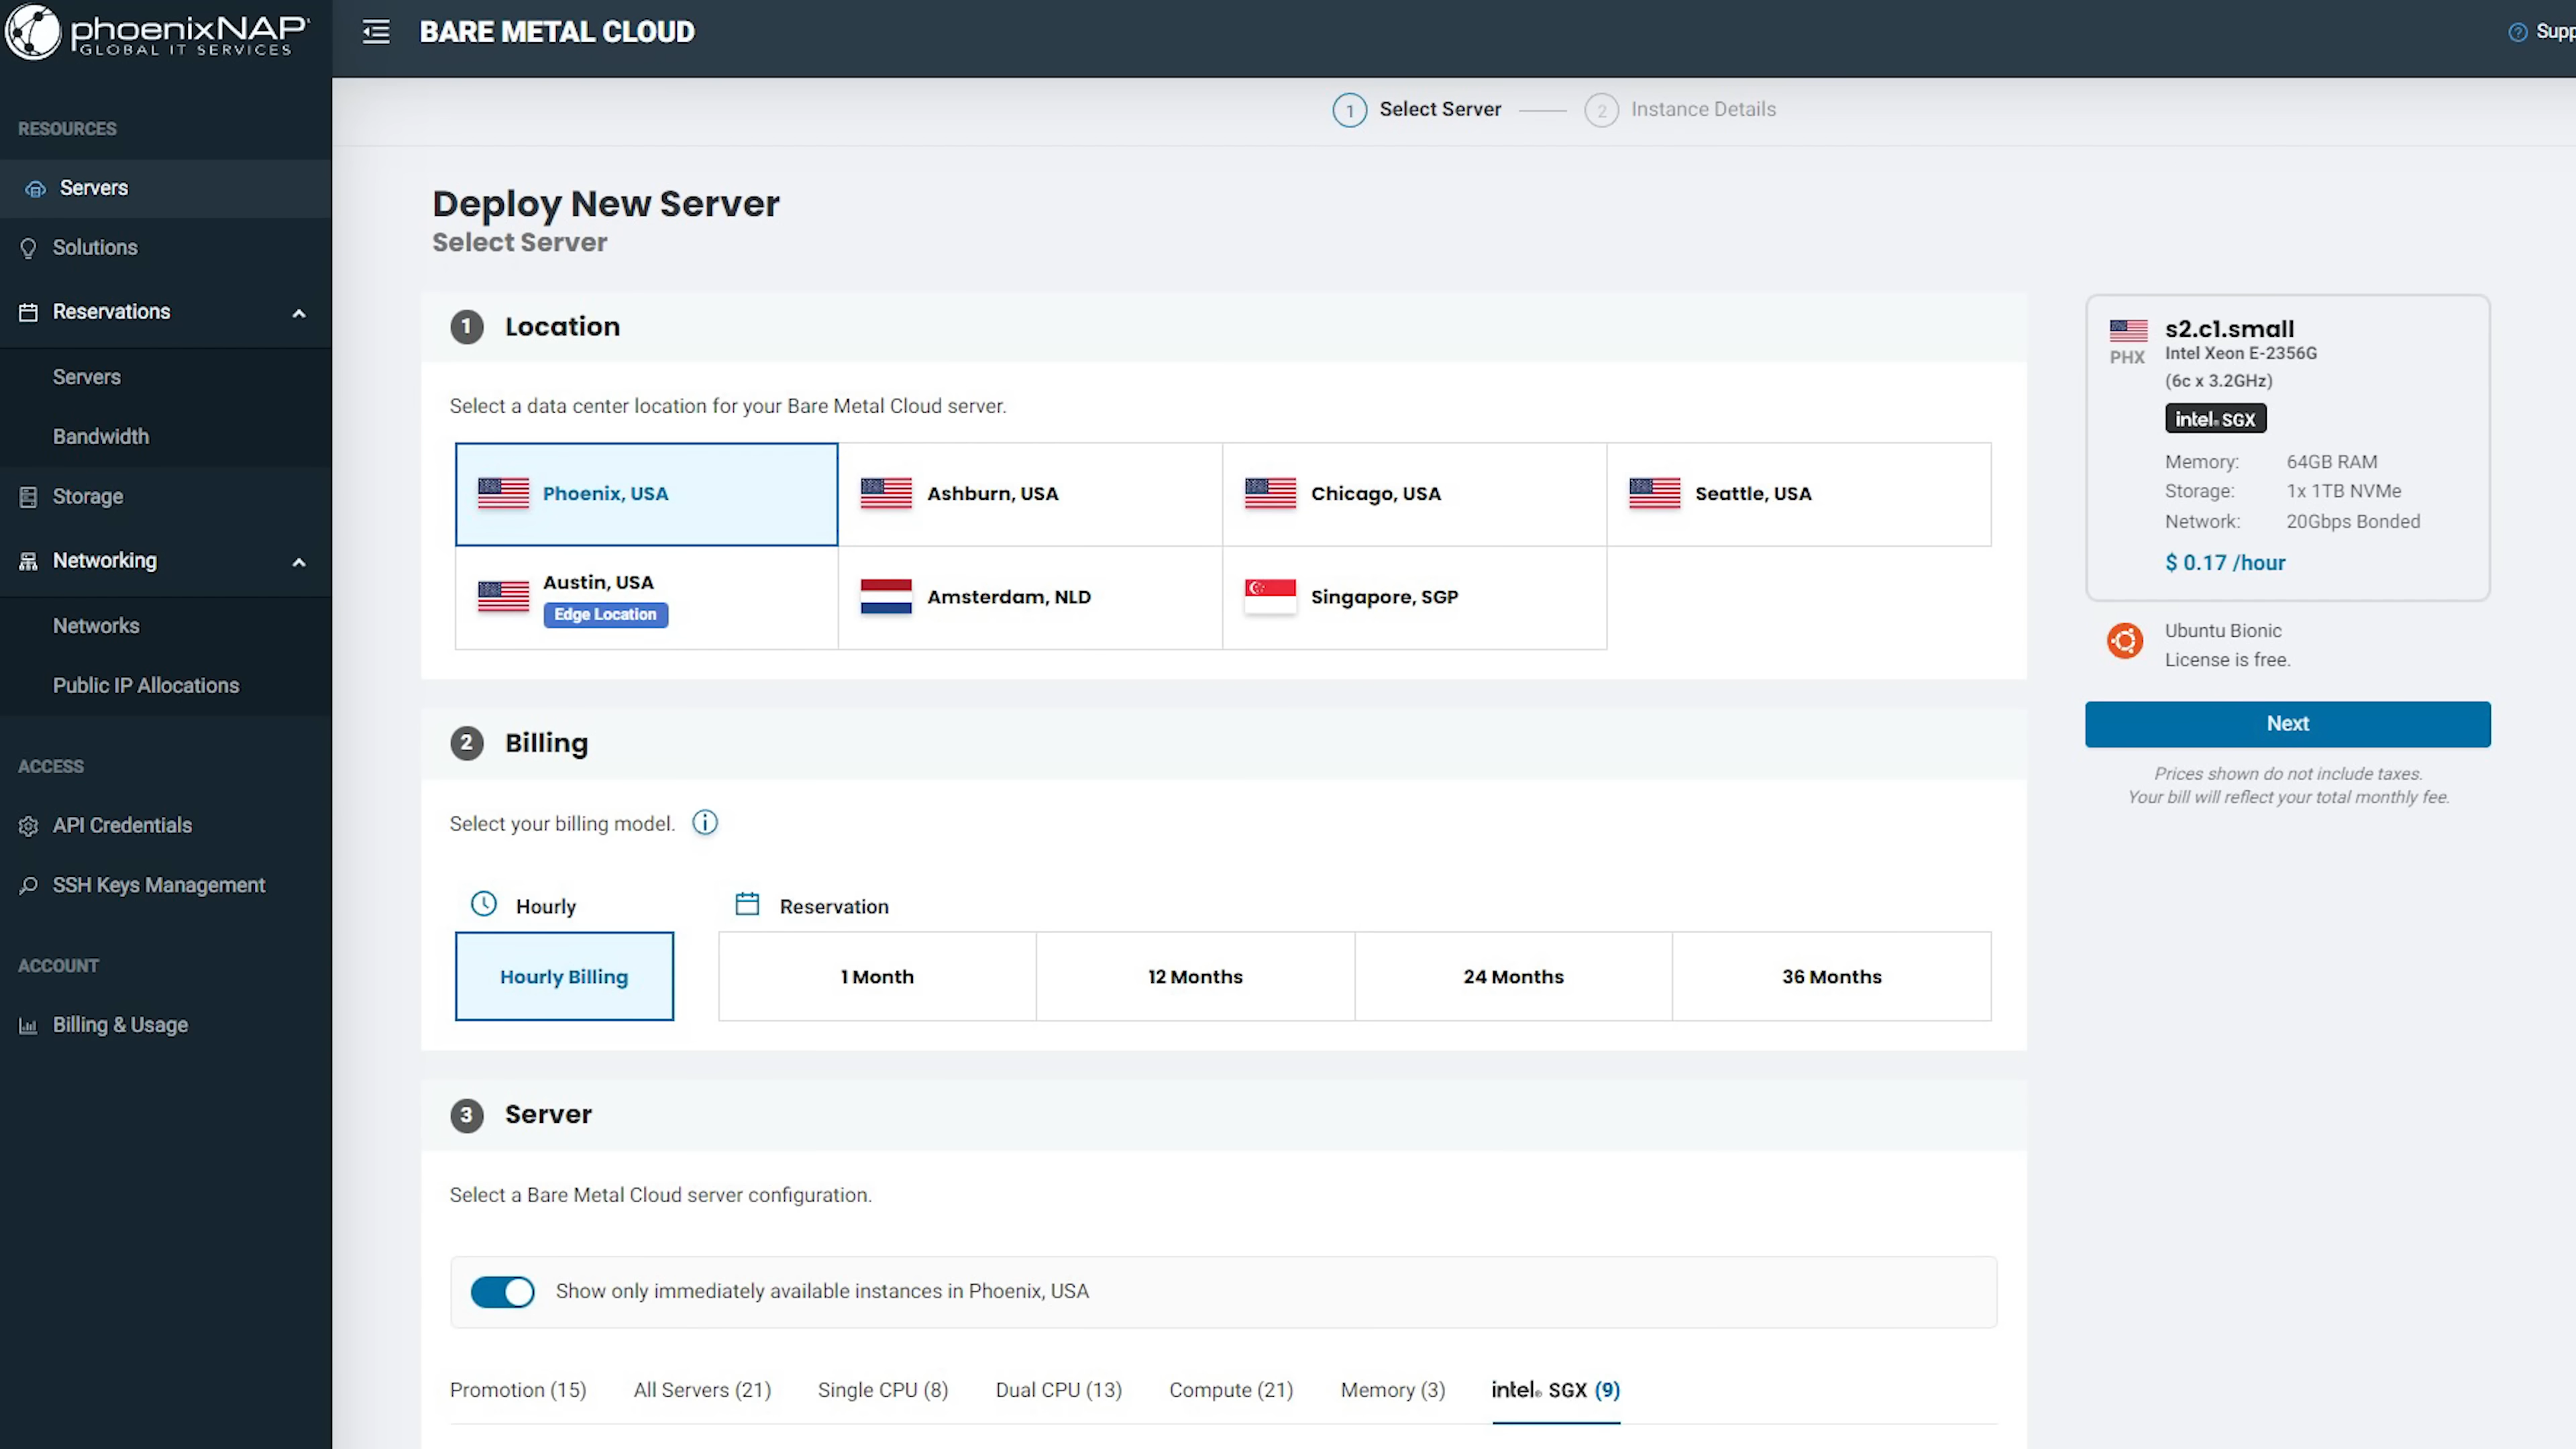 phoenixNAP
GLOBAL IT SERVICES
BARE METAL CLOUD
RESOURCES
Servers
Solutions
Reservations
Servers
Bandwidth
Storage
Networking
Networks
Public IP Allocations
ACCESS
API Credentials
SSH Keys Management
ACCOUNT
Billing & Usage
1 Select Server
2 Instance Details
Deploy New Server
Select Server
1 Location
Select a data center location for your Bare Metal Cloud server.
Phoenix, USA
Ashburn, USA
Chicago, USA
Seattle, USA
Austin, USA
Edge Location
Amsterdam, NLD
Singapore, SGP
2 Billing
Select your billing model.
Hourly
Reservation
Hourly Billing
1 Month
12 Months
24 Months
36 Months
3 Server
Select a Bare Metal Cloud server configuration.
Show only immediately available instances in Phoenix, USA
Promotion (15)
All Servers (21)
Single CPU (8)
Dual CPU (13)
Compute (21)
Memory (3)
intel® SGX (9)
PHX
s2.c1.small
Intel Xeon E-2356G
(6c x 3.2GHz)
intel® SGX
Memory: 64GB RAM
Storage: 1x 1TB NVMe
Network: 20Gbps Bonded
$ 0.17 /hour
Ubuntu Bionic
License is free.
Next
Prices shown do not include taxes.
Your bill will reflect your total monthly fee.